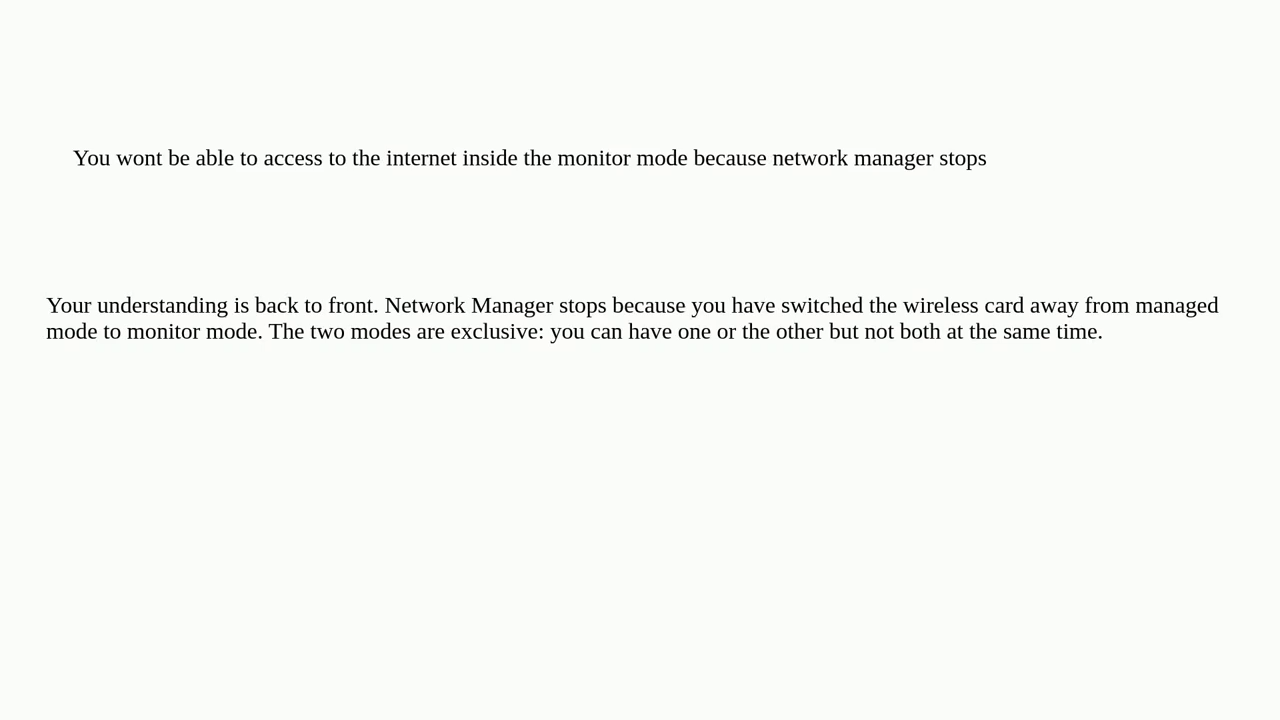 You wont be able to access to the internet inside the monitor mode because network manager stops
Your understanding is back to front. Network Manager stops because you have switched the wireless card away from managed
mode to monitor mode. The two modes are exclusive: you can have one or the other but not both at the same time.